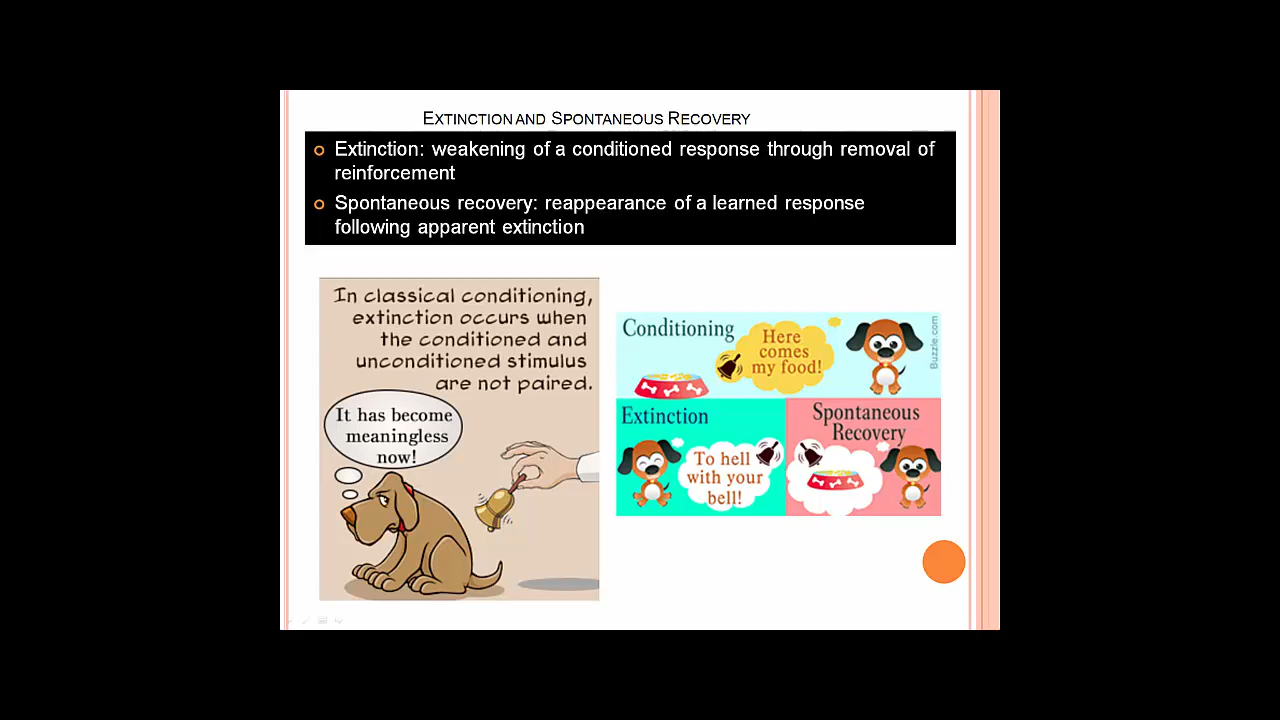 EXTINCTION AND SPONTANEOUS RECOVERY
Extinction: weakening of a conditioned response through removal of
reinforcement
Spontaneous recovery: reappearance of a learned response
following apparent extinction
In classical conditioning,
extinction occurs when
the conditioned and
unconditioned stimulus
are not paired.
It has become
meaningless
now!
Conditioning
Here
comes
my food!
Buzzle.com
Extinction
To hell
with your
bell!
Spontaneous
Recovery